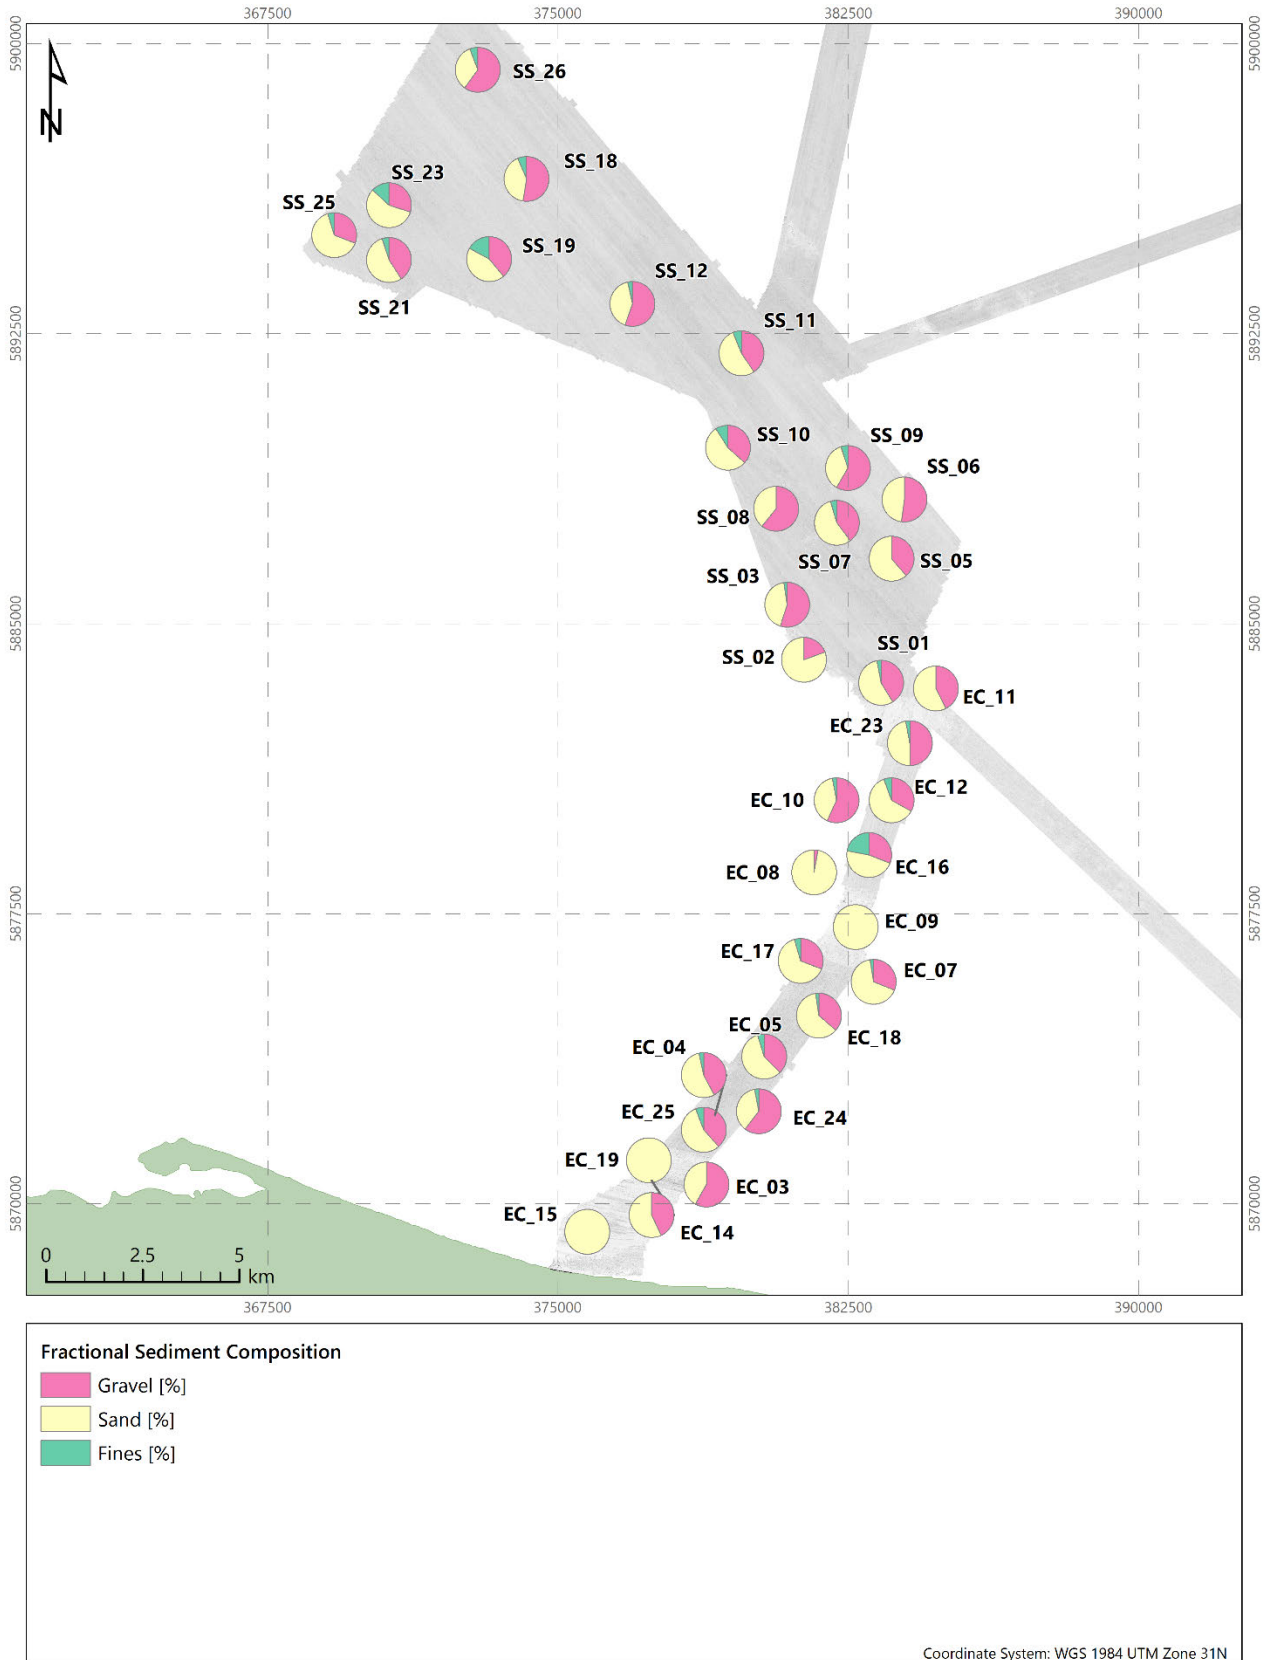 367500
375000
382500
390000
5900000
5900000
N
SS_26
SS_18
SS_23
SS_25
SS_19
SS_21
SS_12
SS_11
5892500
5892500
SS_10
SS_09
SS_06
SS_08
SS_07
SS_05
SS_03
5885000
5885000
SS_02
SS_01
EC_11
EC_23
EC_10
EC_12
EC_08
EC_16
5877500
5877500
EC_09
EC_17
EC_07
EC_18
EC_05
EC_04
EC_25
EC_24
EC_19
EC_03
5870000
5870000
EC_15
EC_14
0 2.5 5
km
367500
375000
382500
390000
Fractional Sediment Composition
Gravel [%]
Sand [%]
Fines [%]
Coordinate System: WGS 1984 UTM Zone 31N